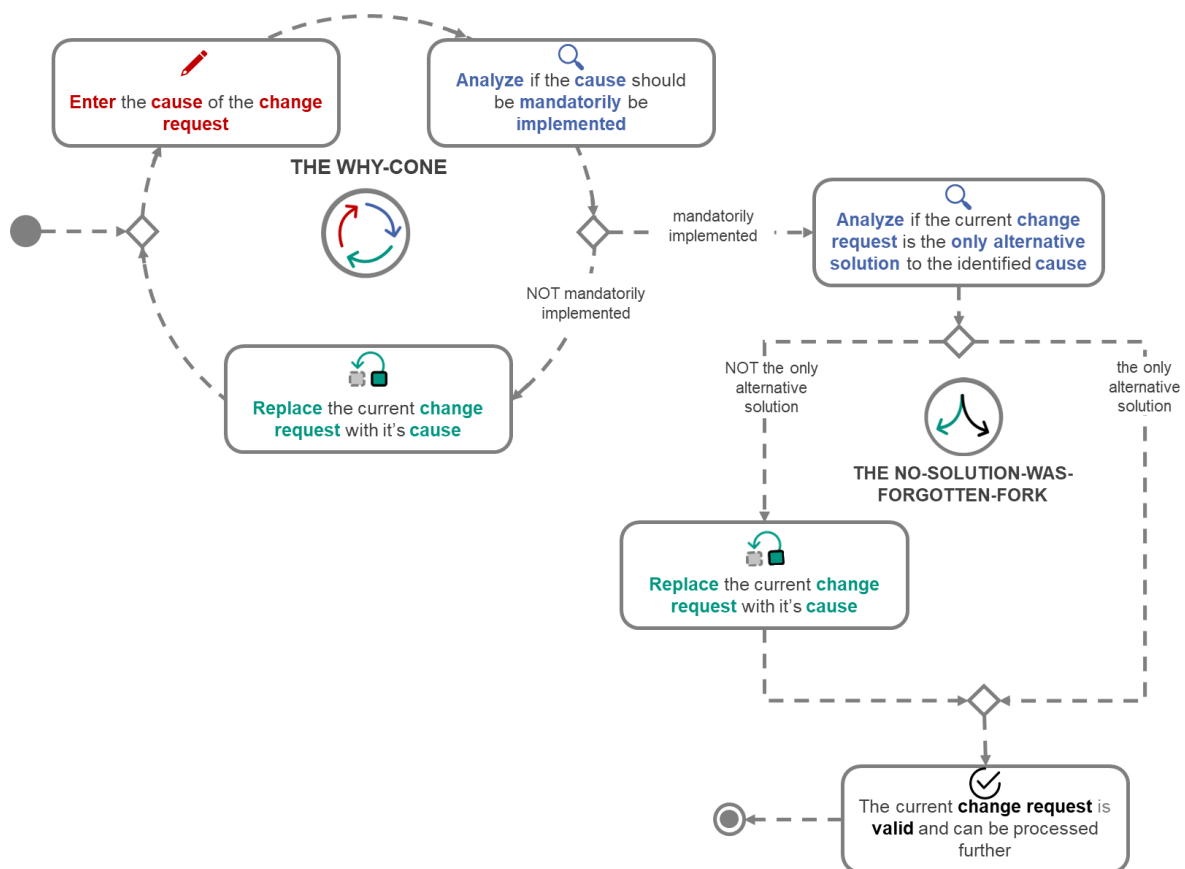 Enter the cause of the change
request
Analyze if the cause should
be mandatorily be
implemented
THE WHY-CONE
mandatorily
implemented
NOT mandatorily
implemented
Replace the current change
request with it's cause
Analyze if the current change
request is the only alternative
solution to the identified cause
NOT the only
alternative
solution
the only
alternative
solution
THE NO-SOLUTION-WAS-
FORGOTTEN-FORK
Replace the current change
request with it’s cause
The current change request is
valid and can be processed
further